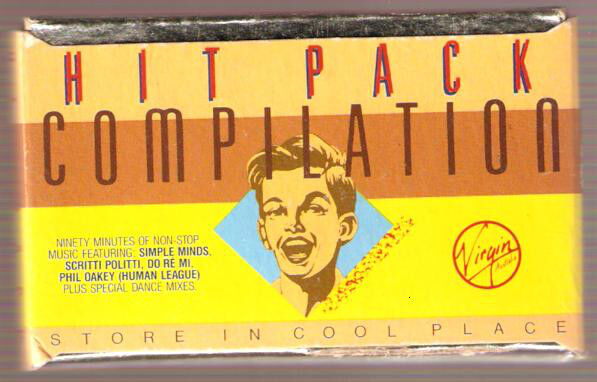 HIT PACK
COMPILATION
NINETY MINUTES OF NON-STOP
MUSIC FEATURING: SIMPLE MINDS,
SCRITTI POLITTI, DO RE MI,
PHIL OAKEY (HUMAN LEAGUE)
PLUS SPECIAL DANCE MIXES.
Virgin
STORE IN COOL PLACE